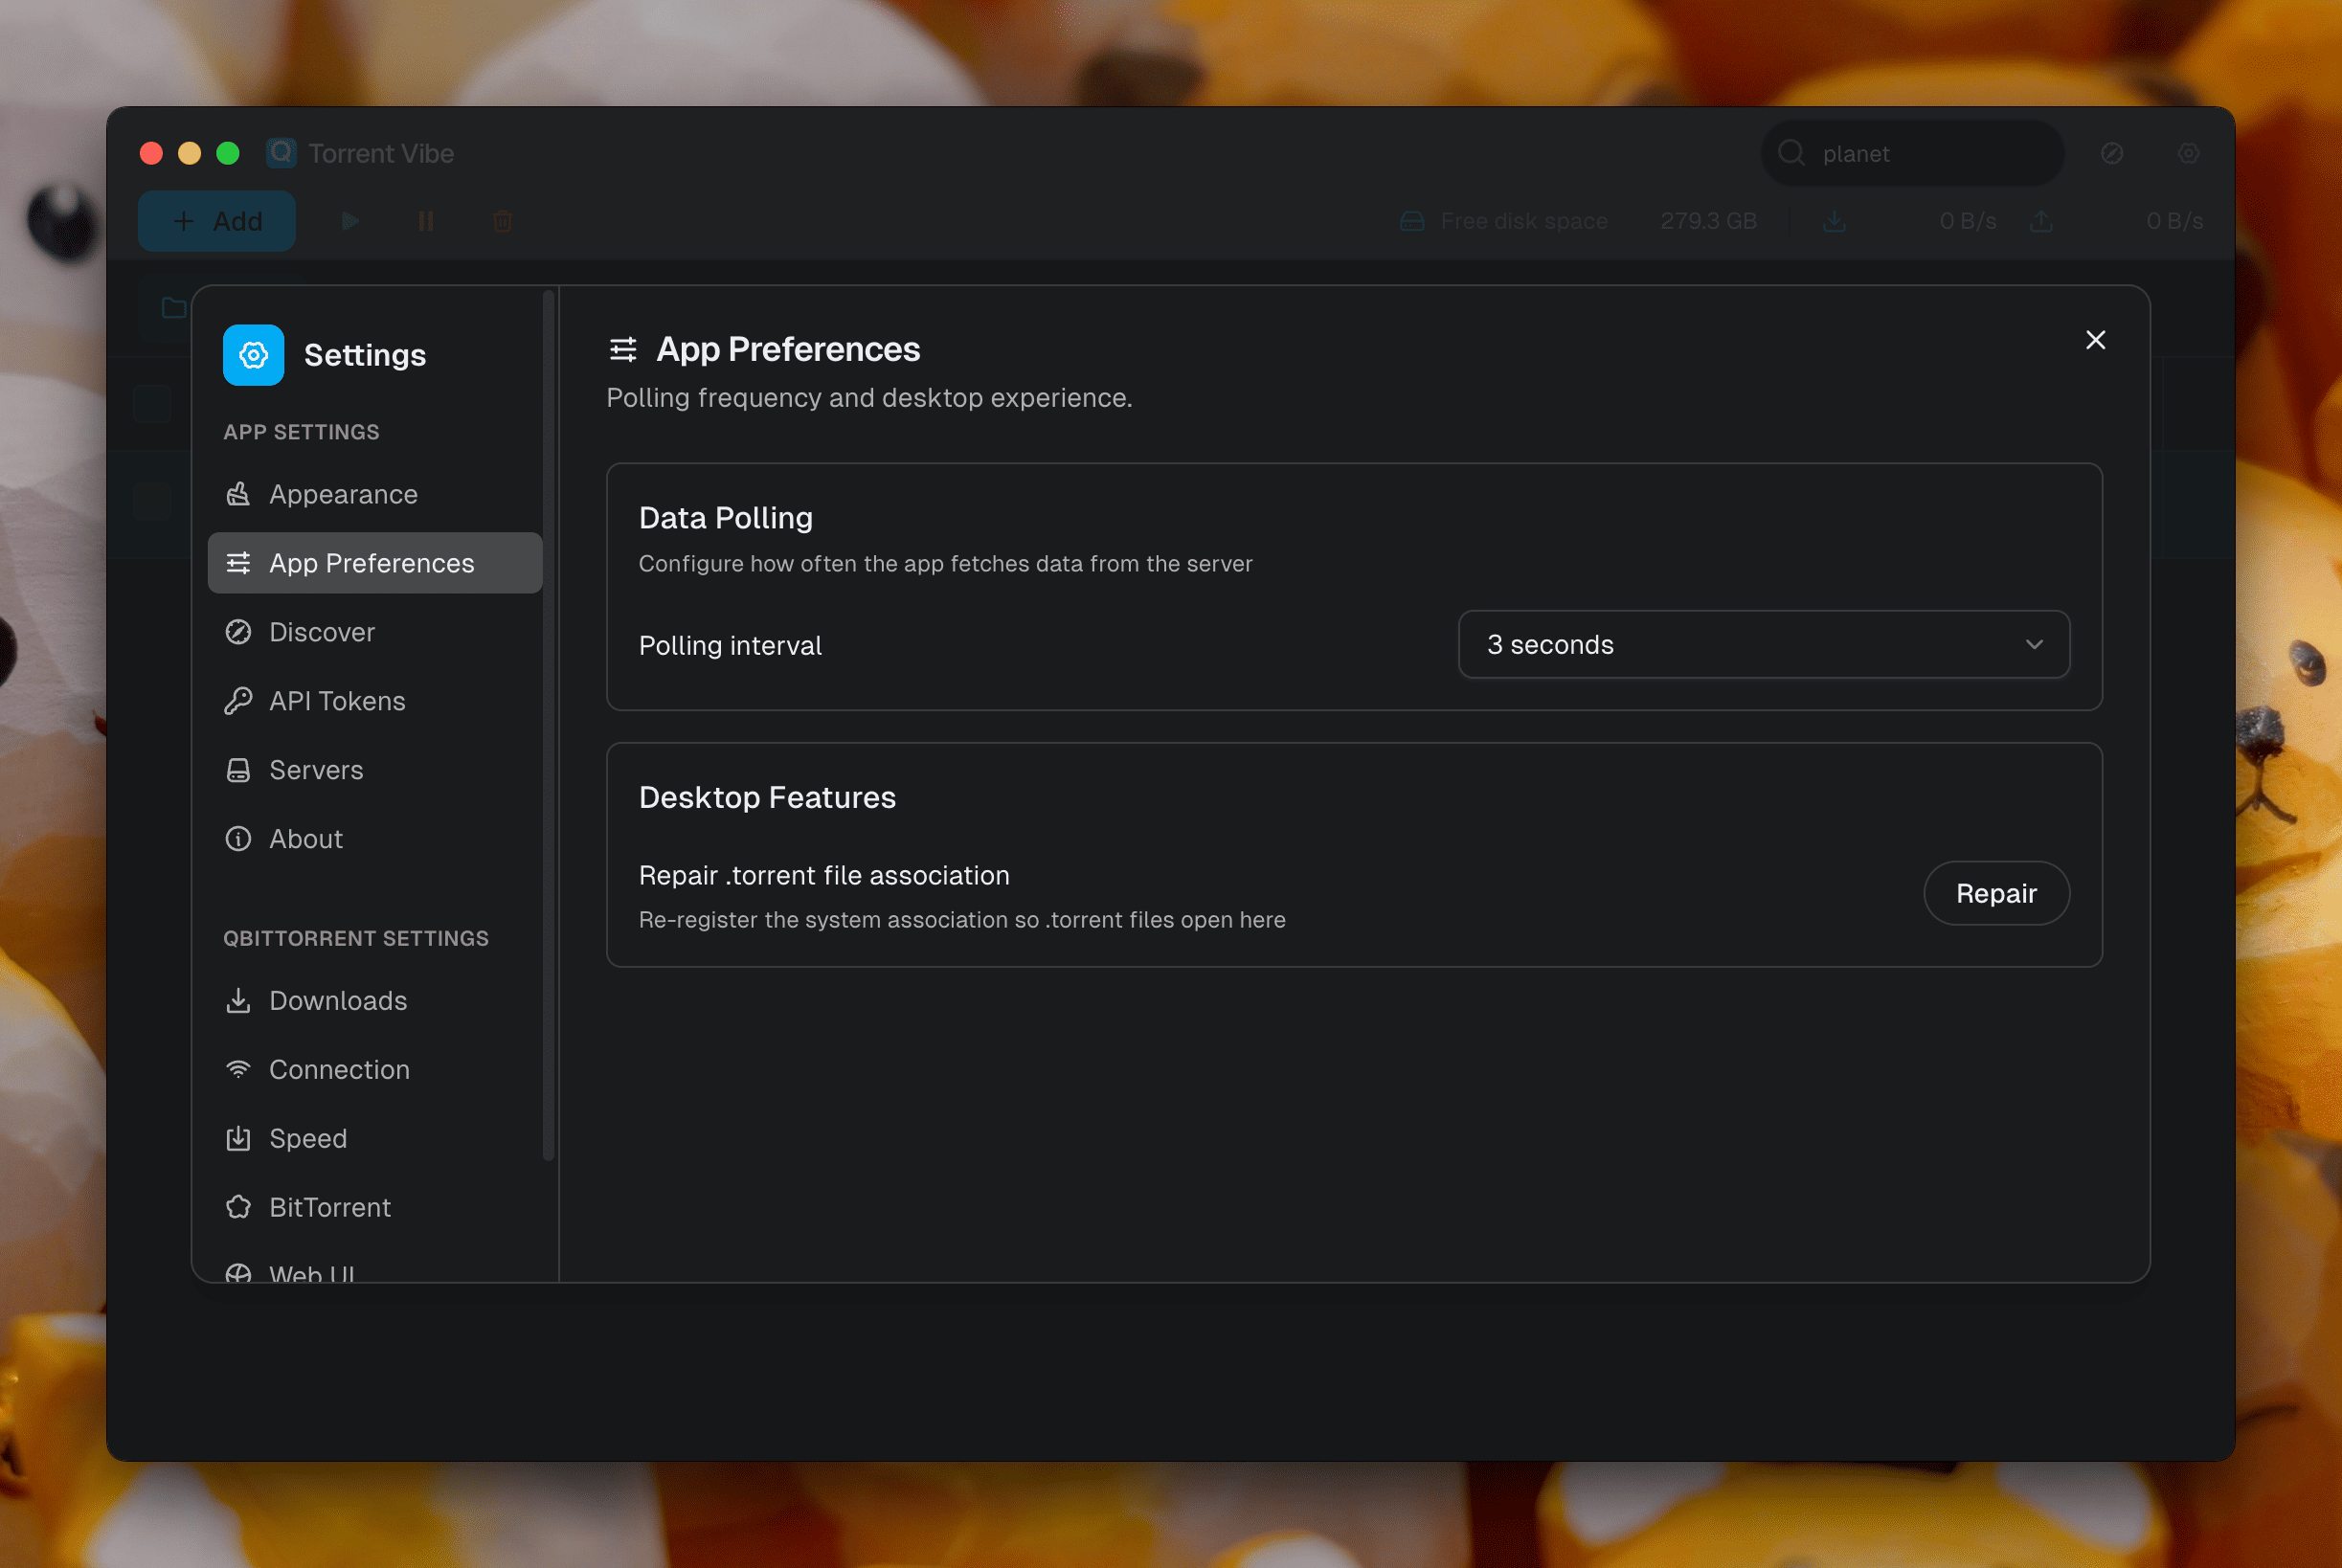 Torrent Vibe
planet
Add
Free disk space
279.3 GB
0 B/s
0 B/s
Settings
APP SETTINGS
Appearance
App Preferences
Discover
API Tokens
Servers
About
QBITTORRENT SETTINGS
Downloads
Connection
Speed
BitTorrent
Web UI
App Preferences
Polling frequency and desktop experience.
Data Polling
Configure how often the app fetches data from the server
Polling interval
3 seconds
Desktop Features
Repair .torrent file association
Re-register the system association so .torrent files open here
Repair